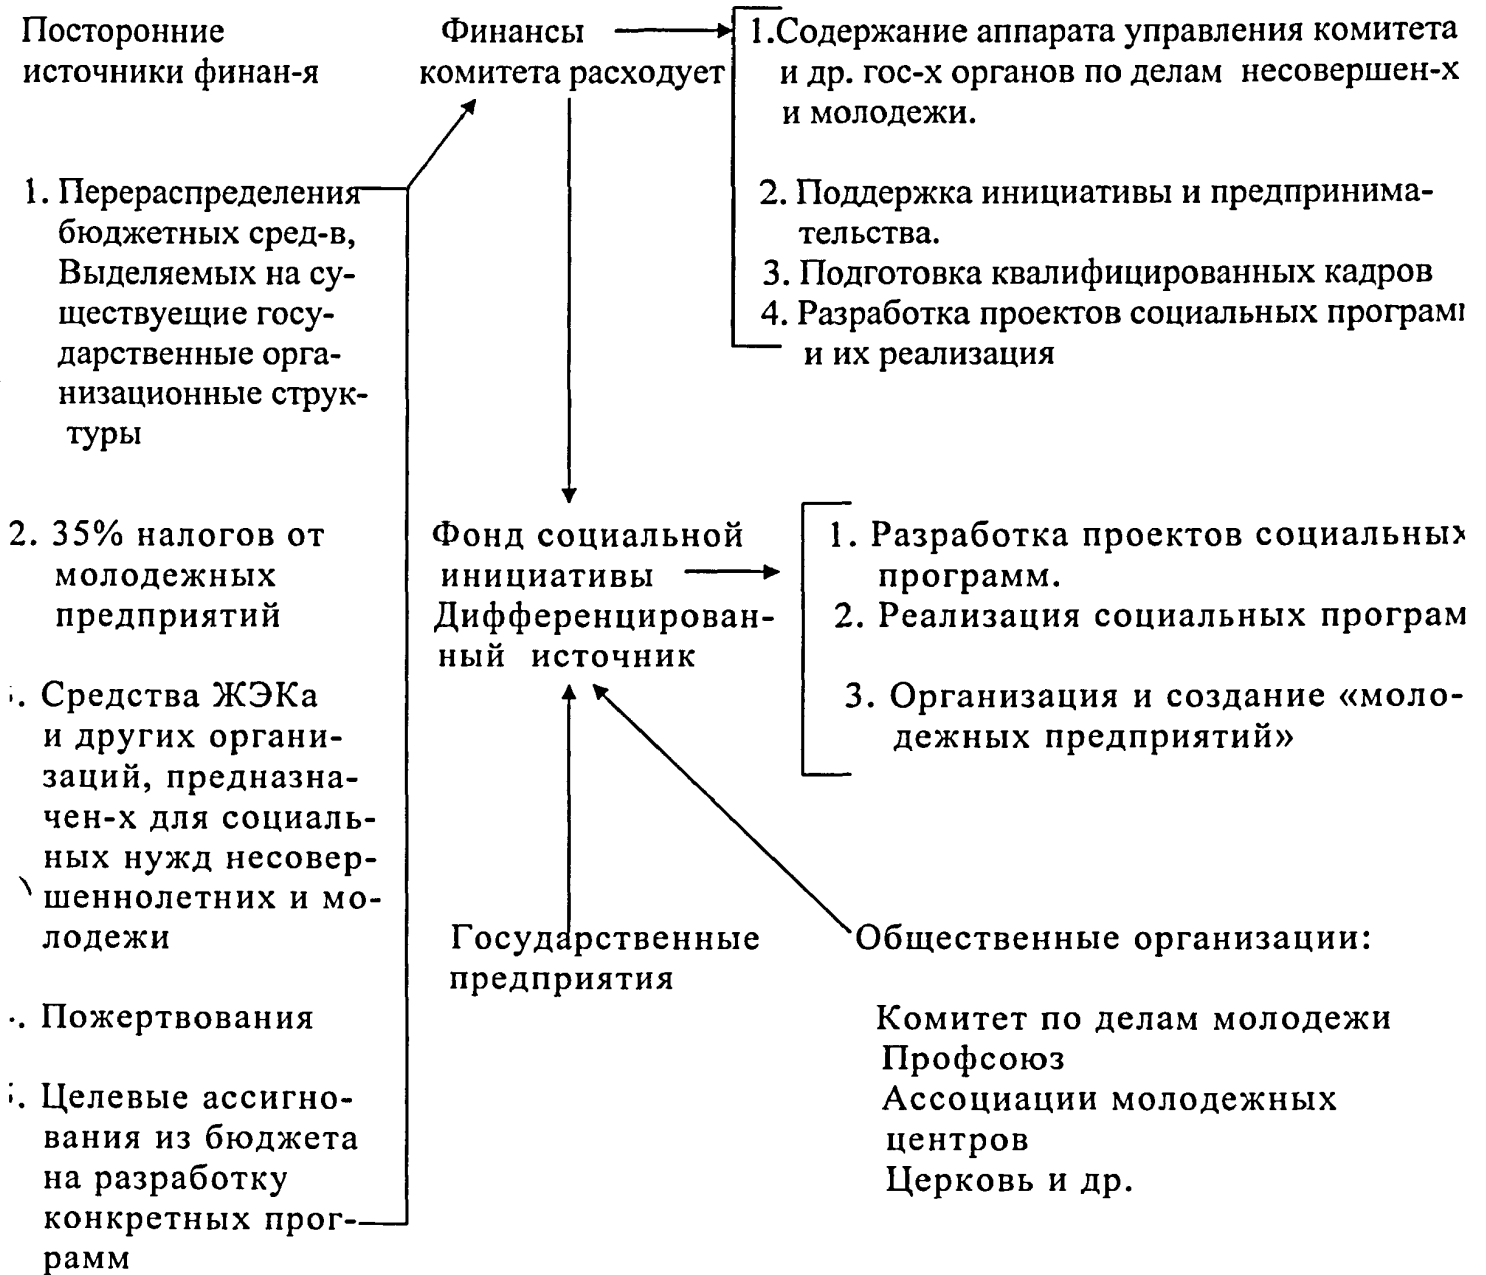 Посторонние
источники финан-я
1. Перераспределения
бюджетных сред-в,
Выделяемых на су-
ществуещие госу-
дарственные орга-
низационные струк-
туры
2. 35% налогов от
молодежных
предприятий
. Средства ЖЭКа
и других органи-
заций, предназна-
чен-х для социаль-
ных нужд несовер-
шеннолетних и мо-
лодежи
. Пожертвования
. Целевые ассигно-
вания из бюджета
на разработку
конкретных прог-
рамм
Финансы
комитета расходует
1.Содержание аппарата управления комитета
и др. гос-х органов по делам несовершен-х
и молодежи.
2. Поддержка инициативы и предпринима-
тельства.
3. Подготовка квалифицированных кадров
4. Разработка проектов социальных програм
и их реализация
Фонд социальной
инициативы
Дифференцирован-
ный источник
1. Разработка проектов социальных
программ.
2. Реализация социальных програм
3. Организация и создание «моло-
дежных предприятий»
Государственные
предприятия
Общественные организации:
Комитет по делам молодежи
Профсоюз
Ассоциации молодежных
центров
Церковь и др.